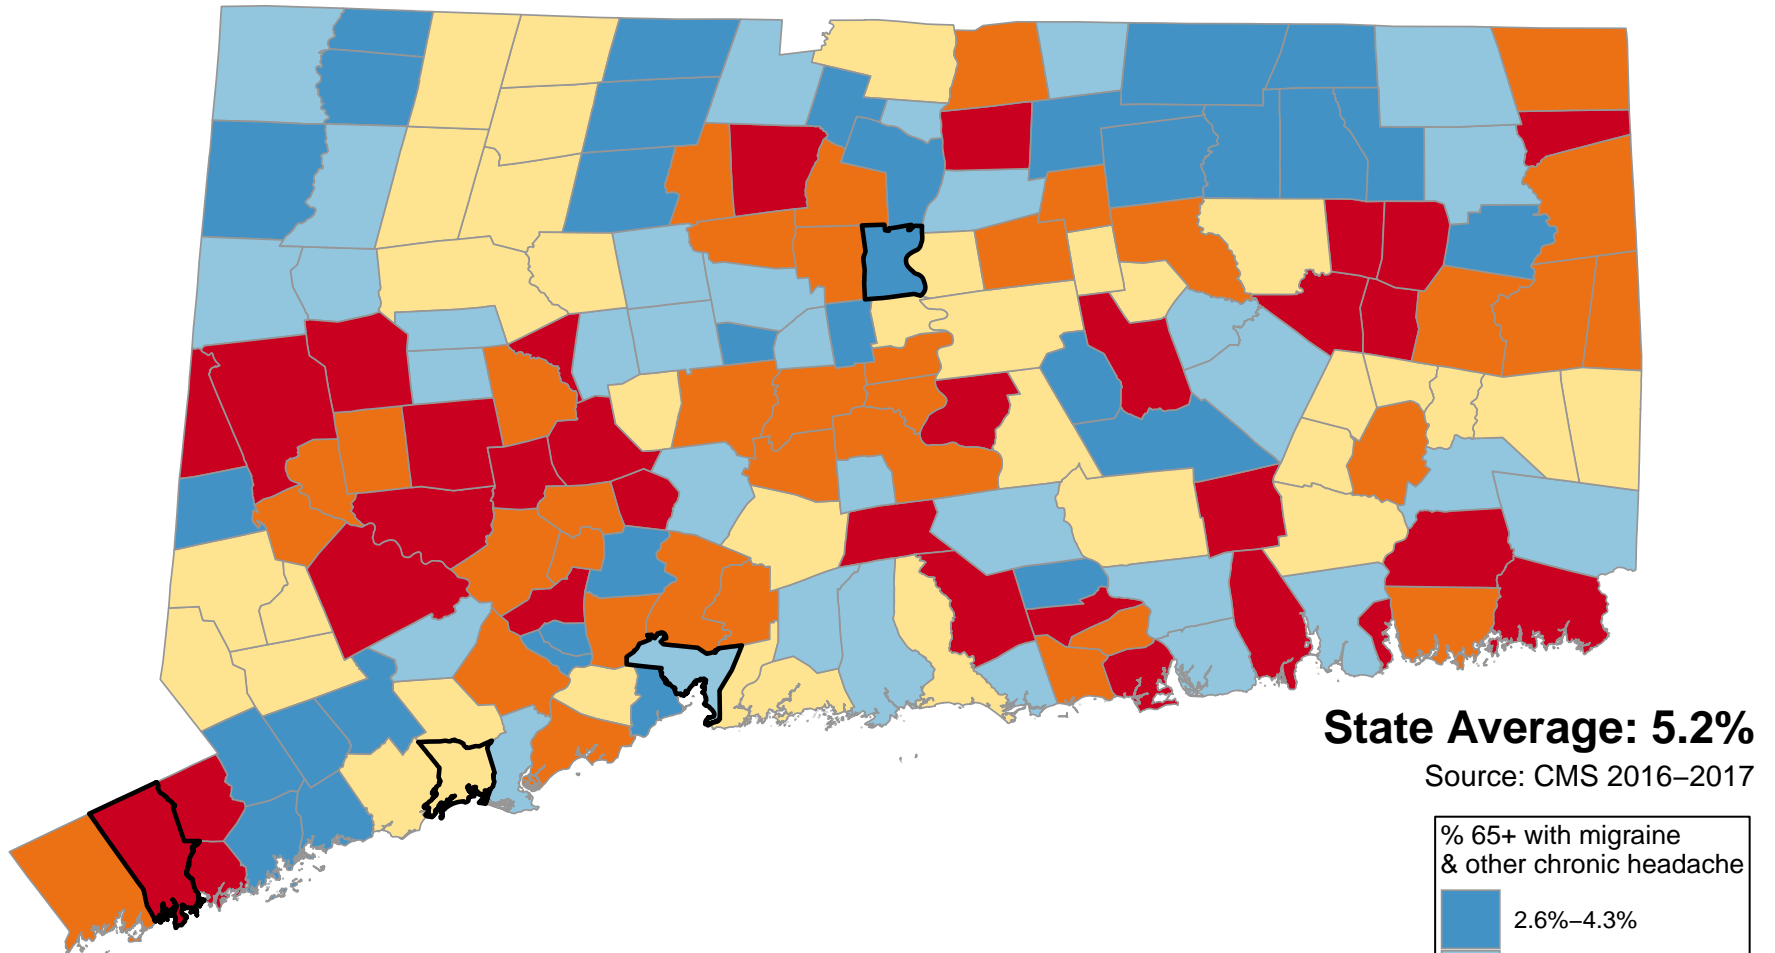 State Average: 5.2%
Source: CMS 2016–2017
% 65+ with migraine
& other chronic headache
2.6%–4.3%